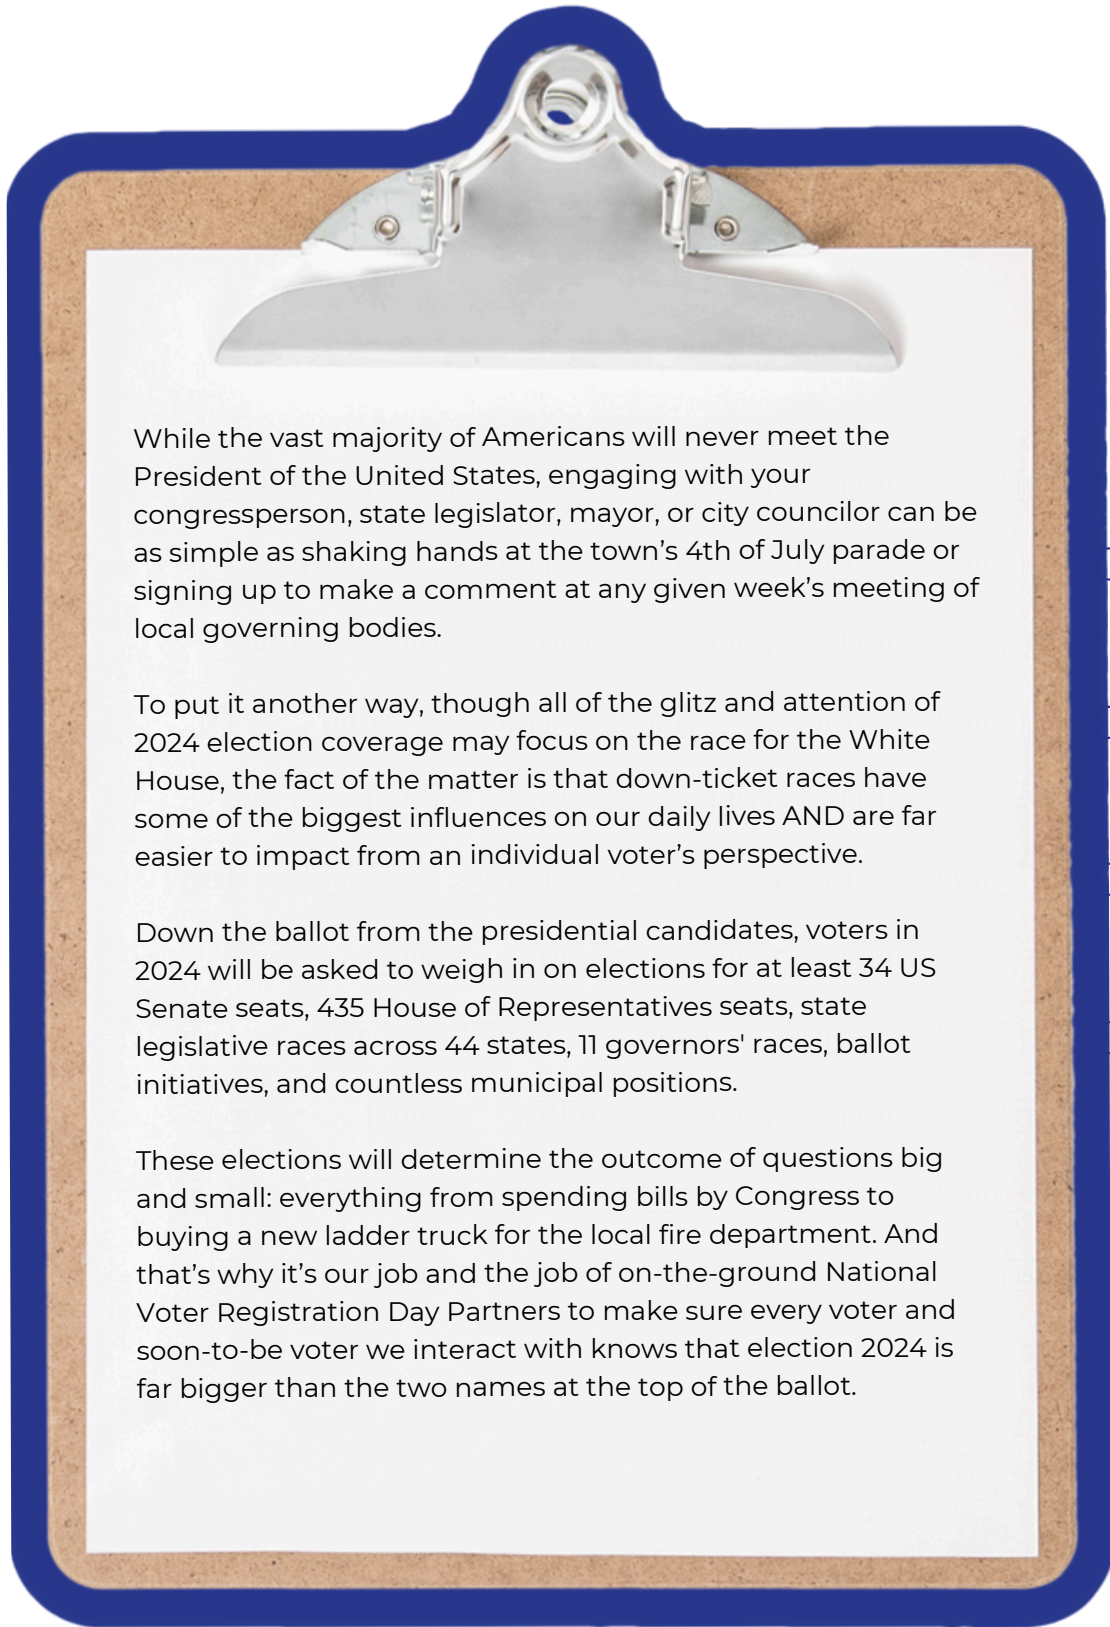 While the vast majority of Americans will never meet the
President of the United States, engaging with your
congressperson, state legislator, mayor, or city councilor can be
as simple as shaking hands at the town’s 4th of July parade or
signing up to make a comment at any given week’s meeting of
local governing bodies.
To put it another way, though all of the glitz and attention of
2024 election coverage may focus on the race for the White
House, the fact of the matter is that down-ticket races have
some of the biggest influences on our daily lives AND are far
easier to impact from an individual voter’s perspective.
Down the ballot from the presidential candidates, voters in
2024 will be asked to weigh in on elections for at least 34 US
Senate seats, 435 House of Representatives seats, state
legislative races across 44 states, 11 governors' races, ballot
initiatives, and countless municipal positions.
These elections will determine the outcome of questions big
and small: everything from spending bills by Congress to
buying a new ladder truck for the local fire department. And
that’s why it’s our job and the job of on-the-ground National
Voter Registration Day Partners to make sure every voter and
soon-to-be voter we interact with knows that election 2024 is
far bigger than the two names at the top of the ballot.